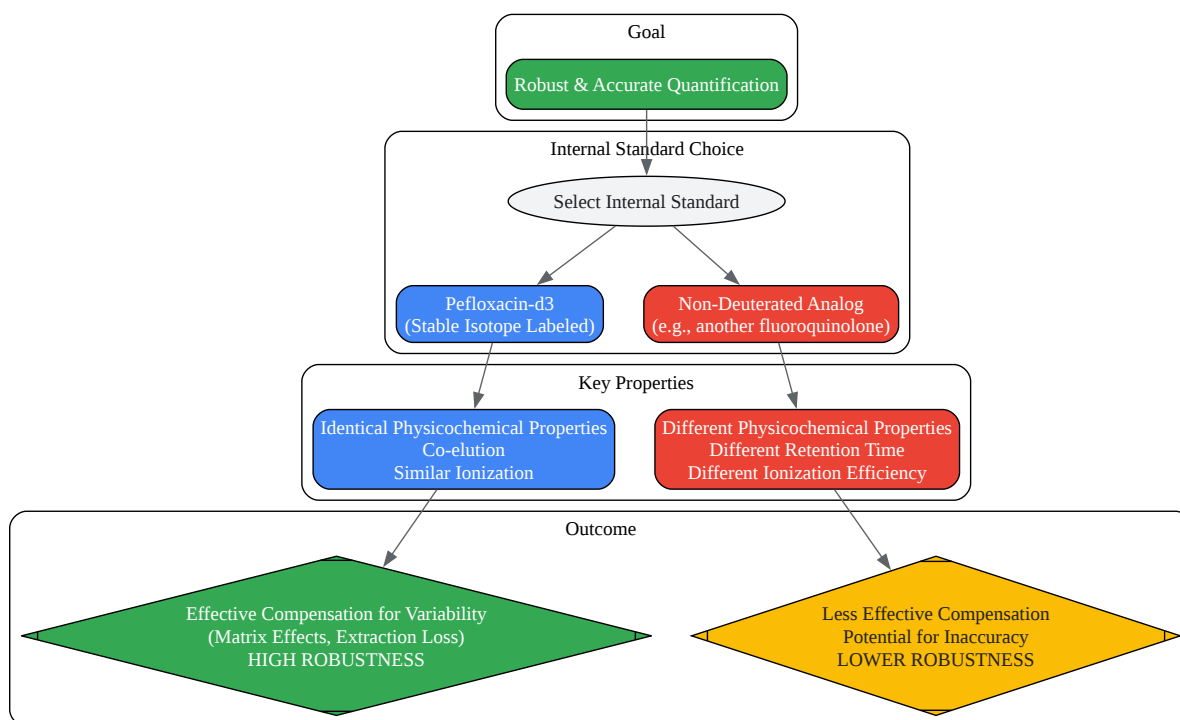 Goal
Robust & Accurate Quantification
Internal Standard Choice
Select Internal Standard
Pefloxacin-d3
(Stable Isotope Labeled)
Non-Deuterated Analog
(e.g., another fluoroquinolone)
Key Properties
Identical Physicochemical Properties
Co-elution
Similar Ionization
Different Physicochemical Properties
Different Retention Time
Different Ionization Efficiency
Outcome
Effective Compensation for Variability
(Matrix Effects, Extraction Loss)
HIGH ROBUSTNESS
Less Effective Compensation
Potential for Inaccuracy
LOWER ROBUSTNESS